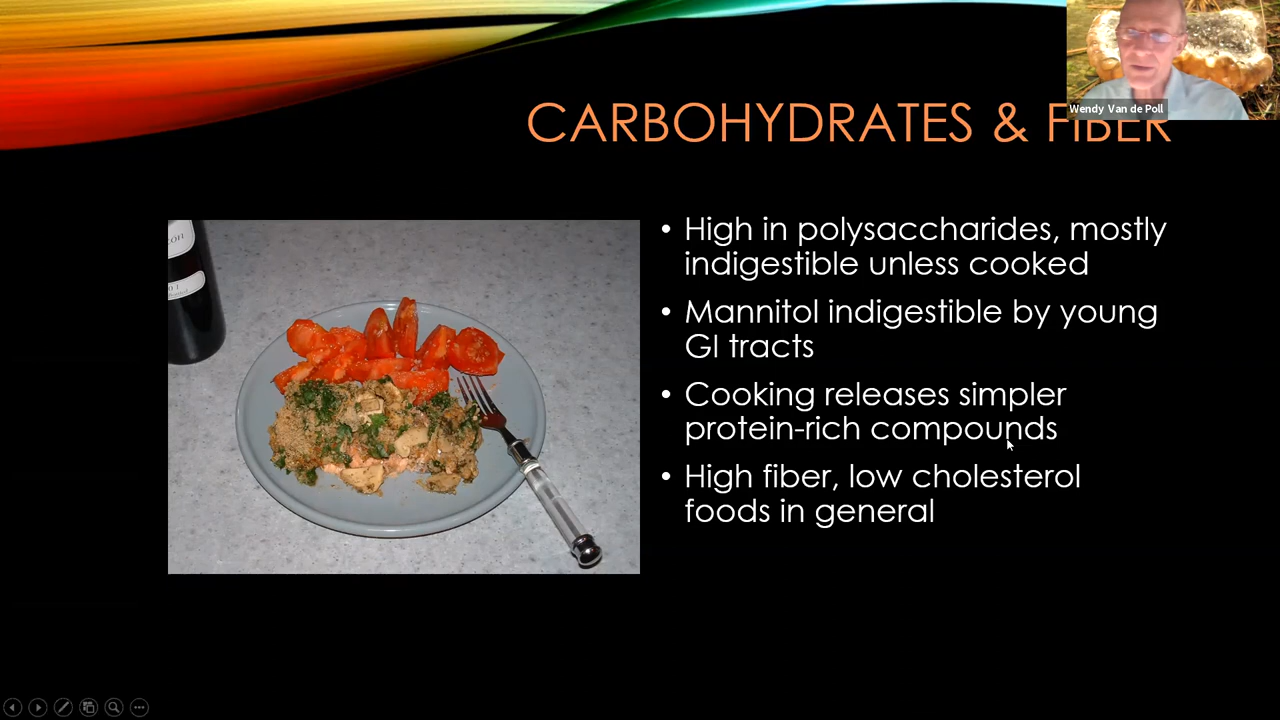 Wendy Van de Poll
CARBOHYDRATES & FIBER
• High in polysaccharides, mostly
indigestible unless cooked
• Mannitol indigestible by young
GI tracts
• Cooking releases simpler
protein-rich compounds
• High fiber, low cholesterol
foods in general